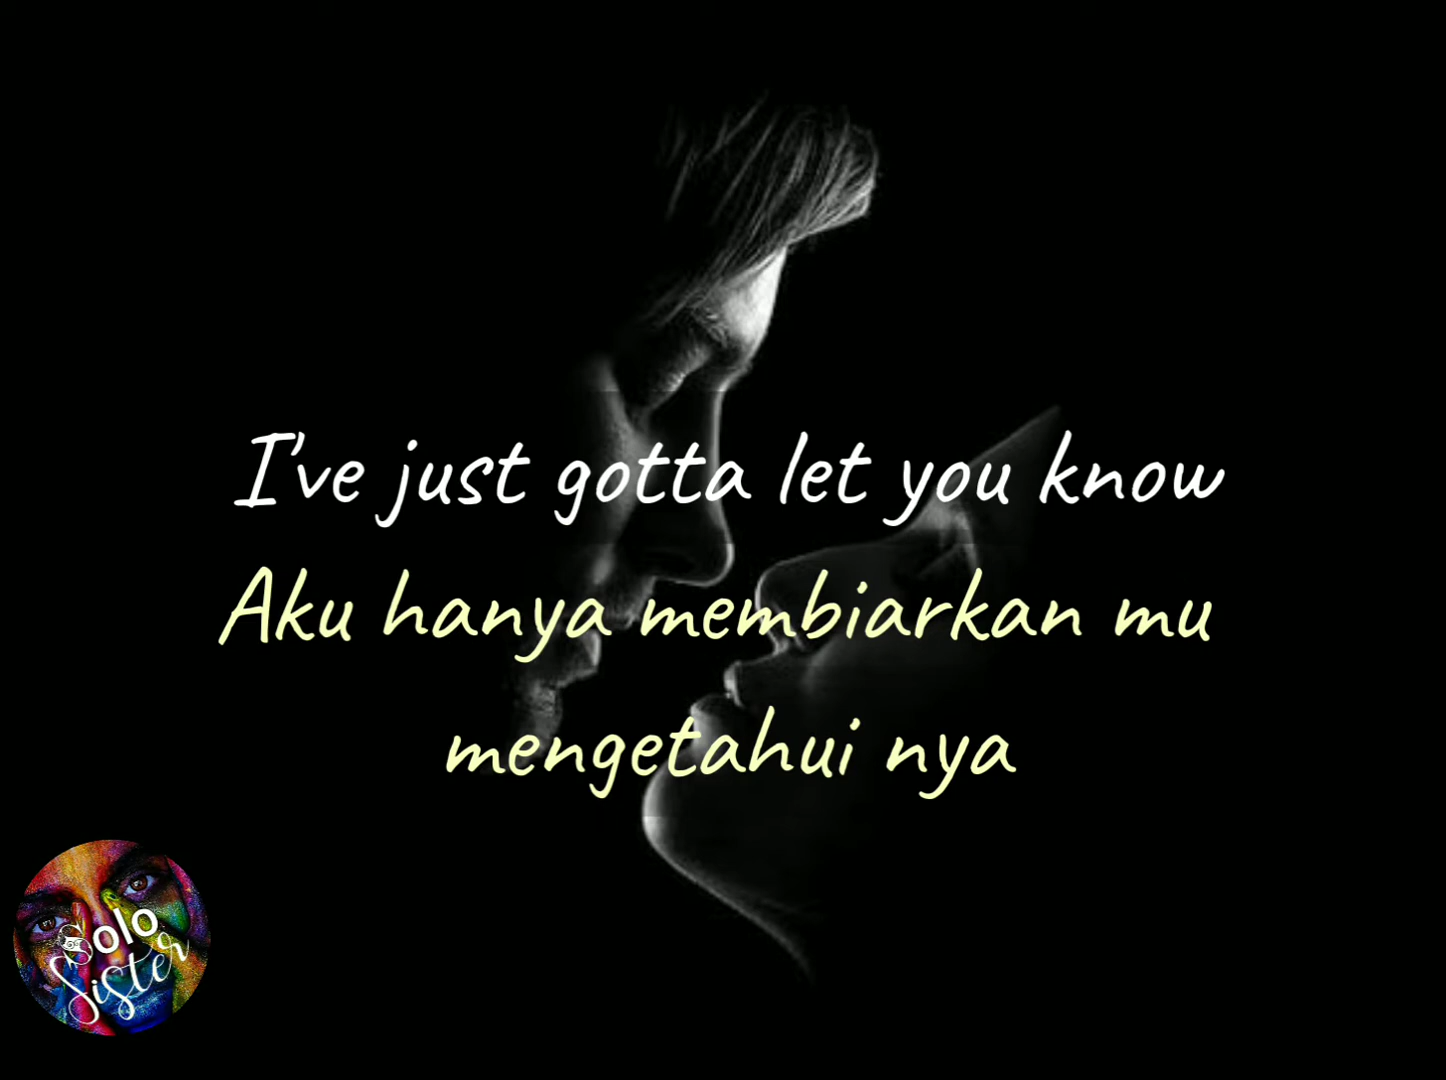 I've just gotta let you know
Aku hanya membiarkan mu
mengetahui nya
Solo
Sister